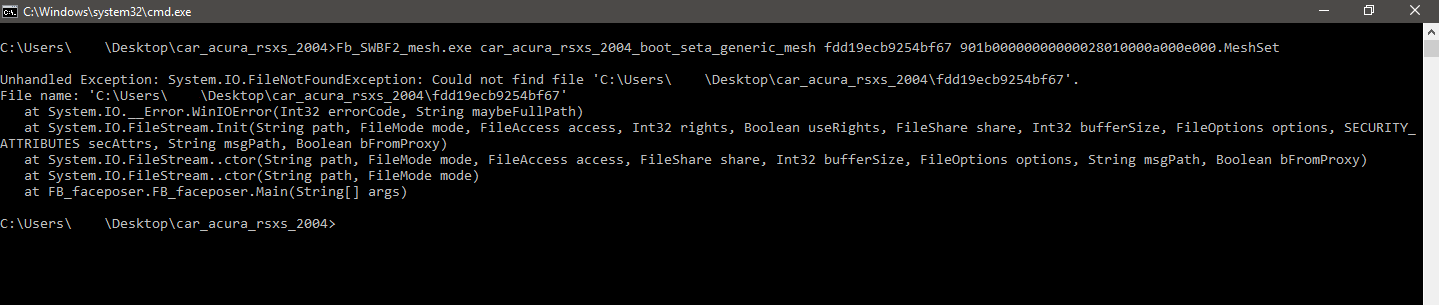 C:\Windows\system32\cmd.exe
C:\Users\    \Desktop\car_acura_rsxs_2004>Fb_SWBF2_mesh.exe car_acura_rsxs_2004_boot_seta_generic_mesh fdd19ecb9254bf67 901b00000000000028010000a000e000.MeshSet
Unhandled Exception: System.IO.FileNotFoundException: Could not find file 'C:\Users\    \Desktop\car_acura_rsxs_2004\fdd19ecb9254bf67'.
File name: 'C:\Users\    \Desktop\car_acura_rsxs_2004\fdd19ecb9254bf67'
   at System.IO.__Error.WinIOError(Int32 errorCode, String maybeFullPath)
   at System.IO.FileStream.Init(String path, FileMode mode, FileAccess access, Int32 rights, Boolean useRights, FileShare share, Int32 bufferSize, FileOptions options, SECURITY_
ATTRIBUTES secAttrs, String msgPath, Boolean bFromProxy)
   at System.IO.FileStream..ctor(String path, FileMode mode, FileAccess access, FileShare share, Int32 bufferSize, FileOptions options, String msgPath, Boolean bFromProxy)
   at System.IO.FileStream..ctor(String path, FileMode mode)
   at FB_faceposer.FB_faceposer.Main(String[] args)
C:\Users\    \Desktop\car_acura_rsxs_2004>